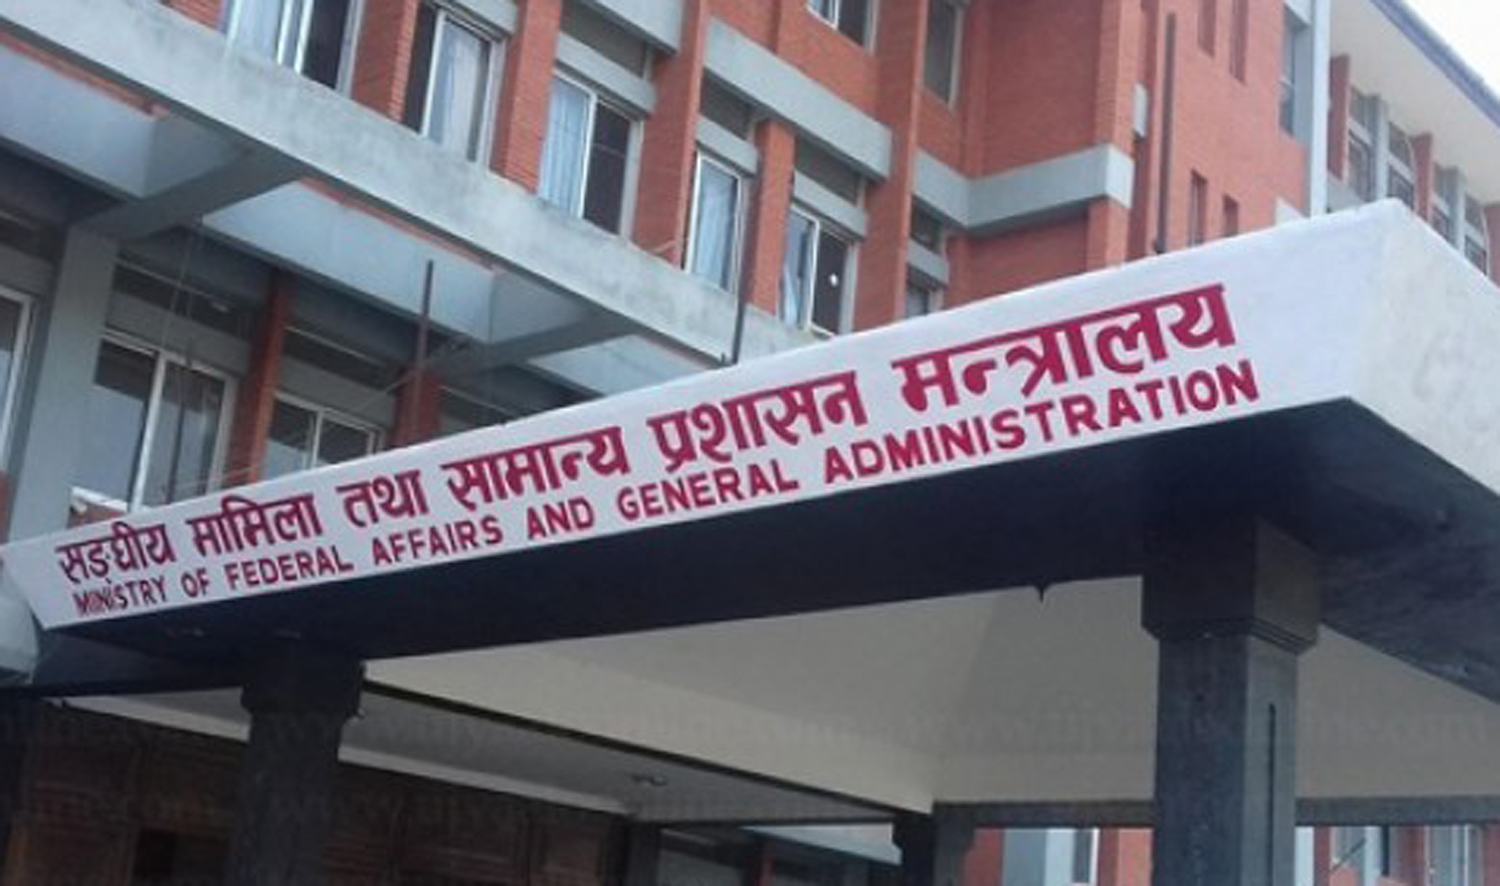 सङ्घीय मामिला तथा सामान्य प्रशासन मन्त्रालय
MINISTRY OF FEDERAL AFFAIRS AND GENERAL ADMINISTRATION